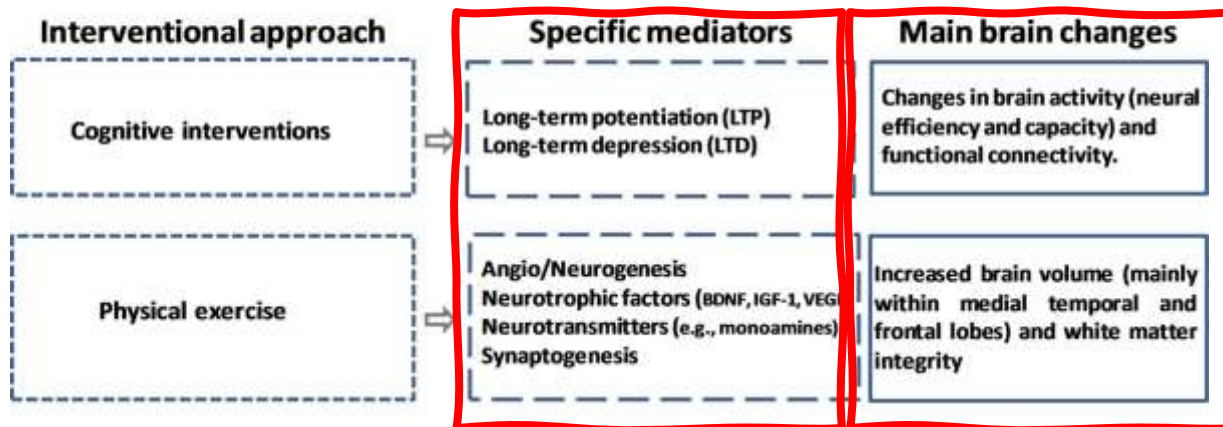 Interventional approach
Specific mediators
Main brain changes
Cognitive interventions
Long-term potentiation (LTP)
Long-term depression (LTD)
Changes in brain activity (neural
efficiency and capacity) and
functional connectivity.
Physical exercise
Angio/Neurogenesis
Neurotrophic factors (BDNF, IGF-1, VEGF
Neurotransmitters (e.g., monoamines)
Synaptogenesis
Increased brain volume (mainly
within medial temporal and
frontal lobes) and white matter
integrity